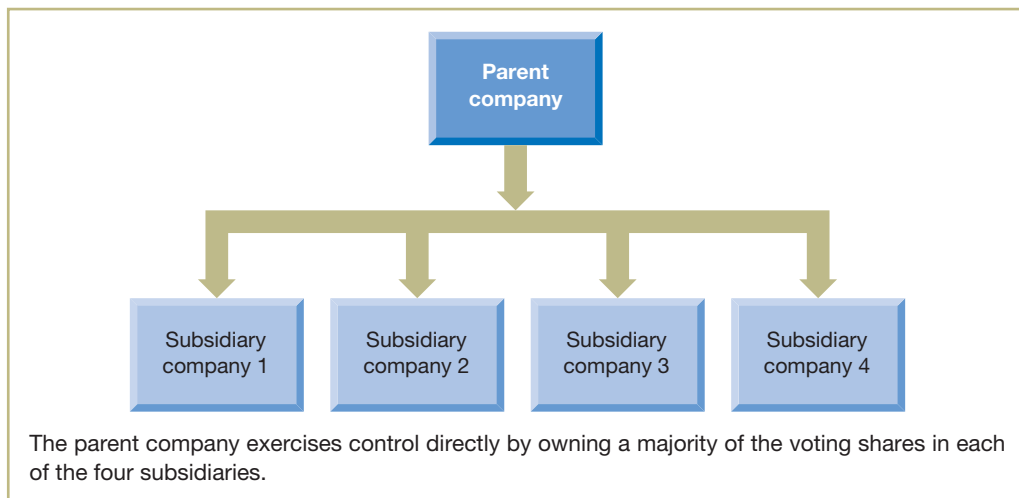 Parent
company
Subsidiary
company 1
Subsidiary
company 2
Subsidiary
company 3
Subsidiary
company 4
The parent company exercises control directly by owning a majority of the voting shares in each
of the four subsidiaries.